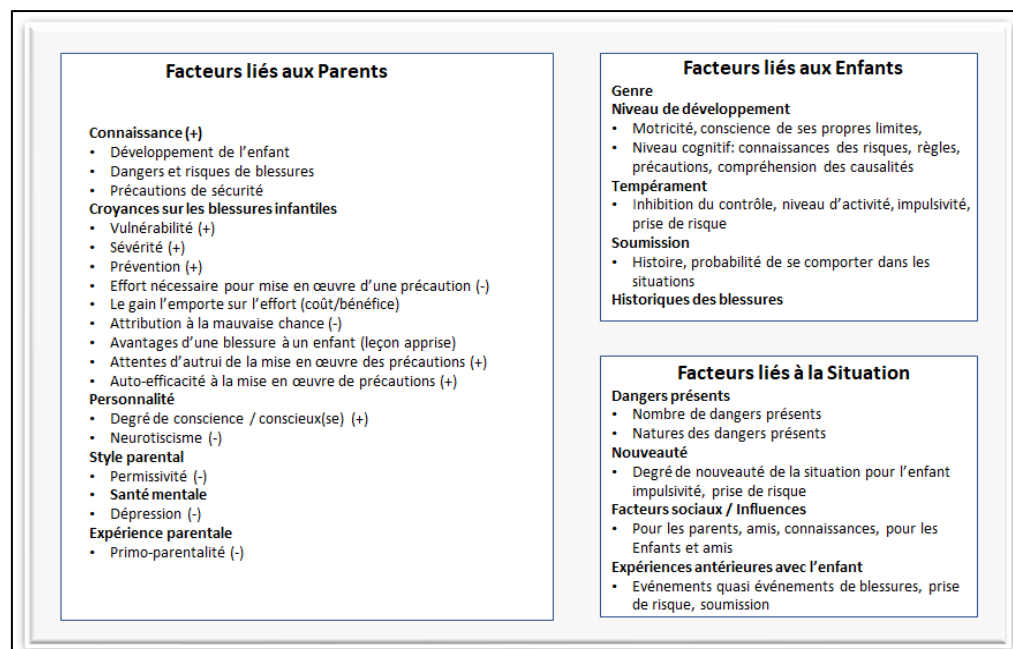 Facteurs liés aux Parents
Connaissance (+)
• Développement de l'enfant
• Dangers et risques de blessures
• Précautions de sécurité
Croyances sur les blessures infantiles
• Vulnérabilité (+)
• Sévérité (+)
• Prévention (+)
• Effort nécessaire pour mise en œuvre d'une précaution (-)
• Le gain l'emporte sur l'effort (coût/bénéfice)
• Attribution à la mauvaise chance (-)
• Avantages d'une blessure à un enfant (leçon apprise)
• Attentes d'autrui de la mise en œuvre des précautions (+)
• Auto-efficacité à la mise en œuvre de précautions (+)
Personnalité
• Degré de conscience / conscieux(se) (+)
• Neurotiscisme (-)
Style parental
• Permissivité (-)
• Santé mentale
• Dépression (-)
Expérience parentale
• Primo-parentalité (-)
Facteurs liés aux Enfants
Genre
Niveau de développement
• Motricité, conscience de ses propres limites,
• Niveau cognitif: connaissances des risques, règles,
précautions, compréhension des causalités
Tempérament
• Inhibition du contrôle, niveau d'activité, impulsivité,
prise de risque
Soumission
• Histoire, probabilité de se comporter dans les
situations
Historiques des blessures
Facteurs liés à la Situation
Dangers présents
• Nombre de dangers présents
• Natures des dangers présents
Nouveauté
• Degré de nouveauté de la situation pour l'enfant
impulsivité, prise de risque
Facteurs sociaux / Influences
• Pour les parents, amis, connaissances, pour les
Enfants et amis
Expériences antérieures avec l'enfant
• Evénements quasi événements de blessures, prise
de risque, soumission